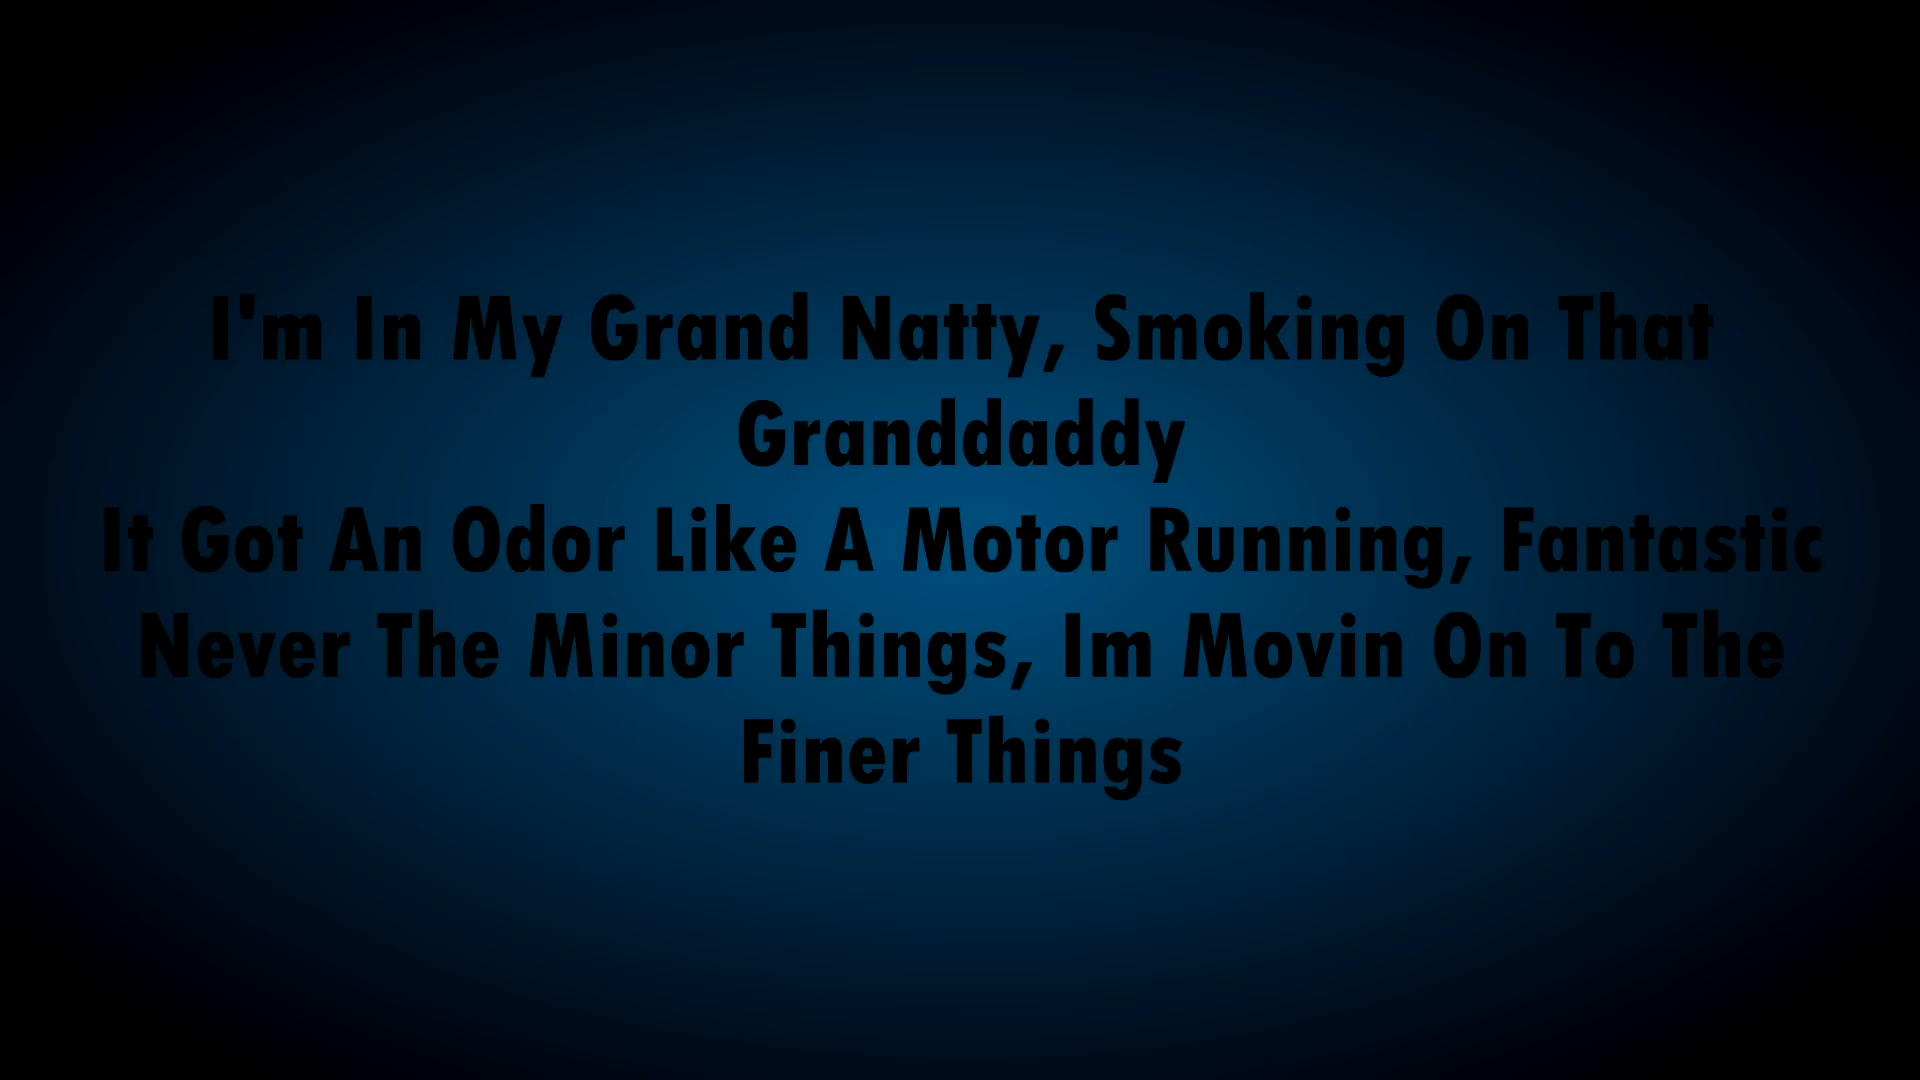 I'm In My Grand Natty, Smoking On That
Granddaddy
It Got An Odor Like A Motor Running, Fantastic
Never The Minor Things, Im Movin On To The
Finer Things